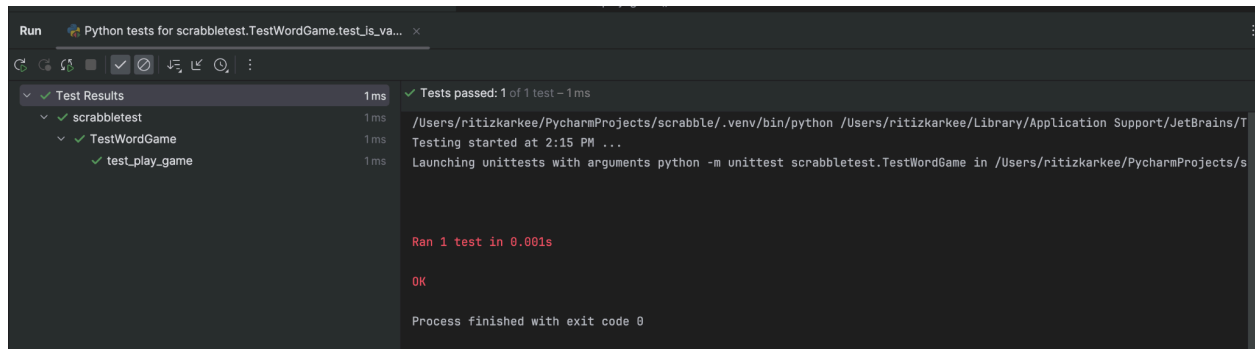 Run Python tests for scrabbletest.TestWordGame.test_is_va...
Test Results 1 ms
scrabbletest 1 ms
TestWordGame 1 ms
test_play_game 1 ms
Tests passed: 1 of 1 test – 1 ms
/Users/ritizkarkee/PycharmProjects/scrabble/.venv/bin/python /Users/ritizkarkee/Library/Application Support/JetBrains/T
Testing started at 2:15 PM ...
Launching unittests with arguments python -m unittest scrabbletest.TestWordGame in /Users/ritizkarkee/PycharmProjects/s
Ran 1 test in 0.001s
OK
Process finished with exit code 0